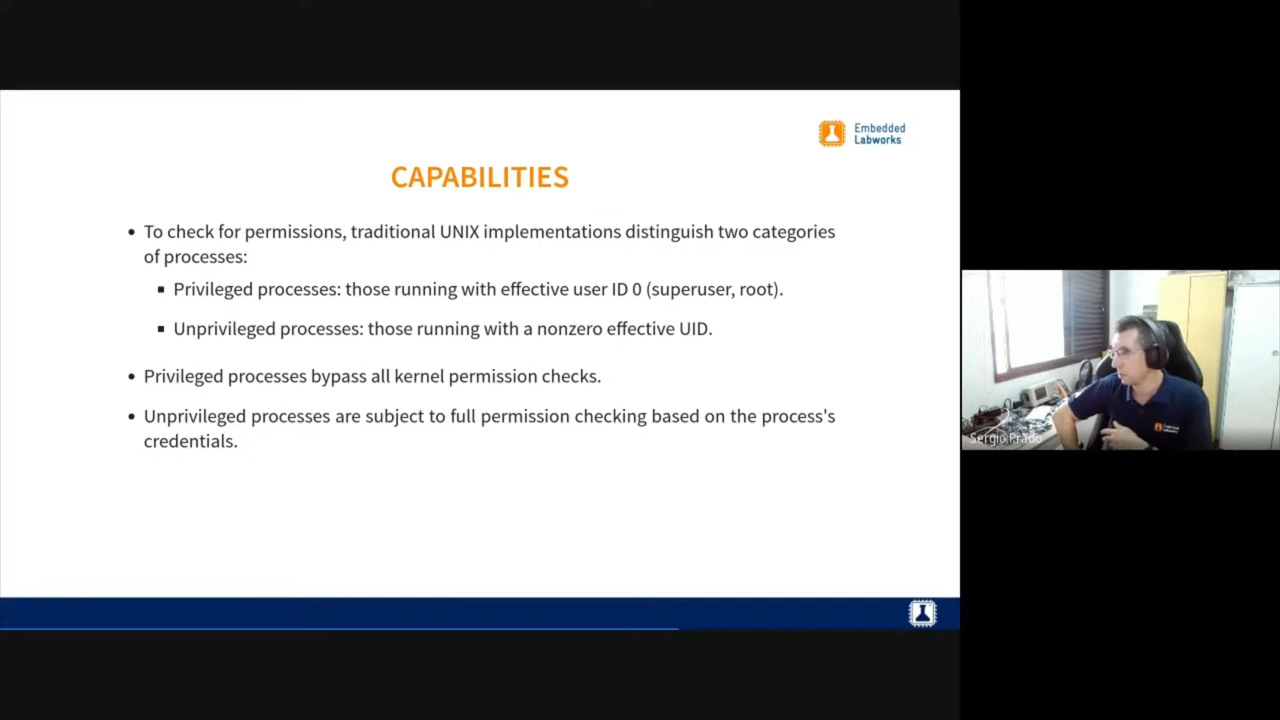 Embedded
Labworks
CAPABILITIES
• To check for permissions, traditional UNIX implementations distinguish two categories
of processes:
▪ Privileged processes: those running with effective user ID 0 (superuser, root).
▪ Unprivileged processes: those running with a nonzero effective UID.
• Privileged processes bypass all kernel permission checks.
• Unprivileged processes are subject to full permission checking based on the process's
credentials.
Sergio Prado